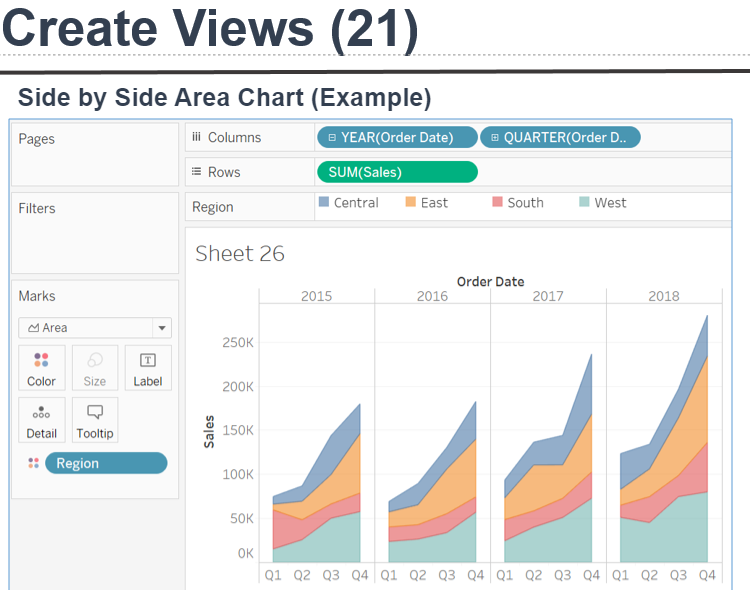 Create Views (21)
Side by Side Area Chart (Example)
Pages
Columns
YEAR(Order Date)
QUARTER(Order D..
Rows
SUM(Sales)
Filters
Region
Central
East
South
West
Sheet 26
Marks
Area
Color
Size
Label
Detail
Tooltip
Region
Order Date
2015 2016 2017 2018
Sales
250K
200K
150K
100K
50K
0K
Q1 Q2 Q3 Q4 Q1 Q2 Q3 Q4 Q1 Q2 Q3 Q4 Q1 Q2 Q3 Q4